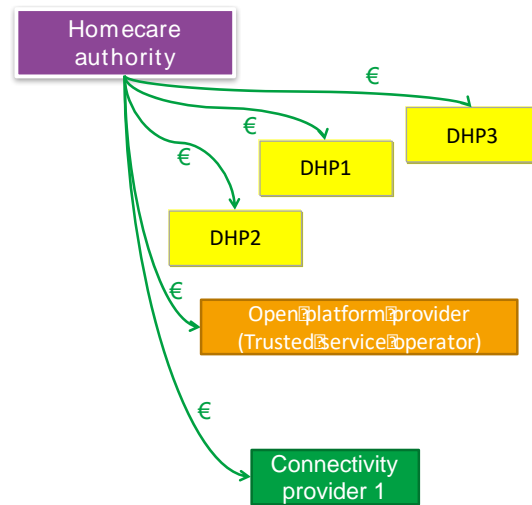 Homecare
authority
€
DHP3
€
DHP1
€
DHP2
€
Open platform provider
(Trusted service operator)
€
Connectivity
provider 1